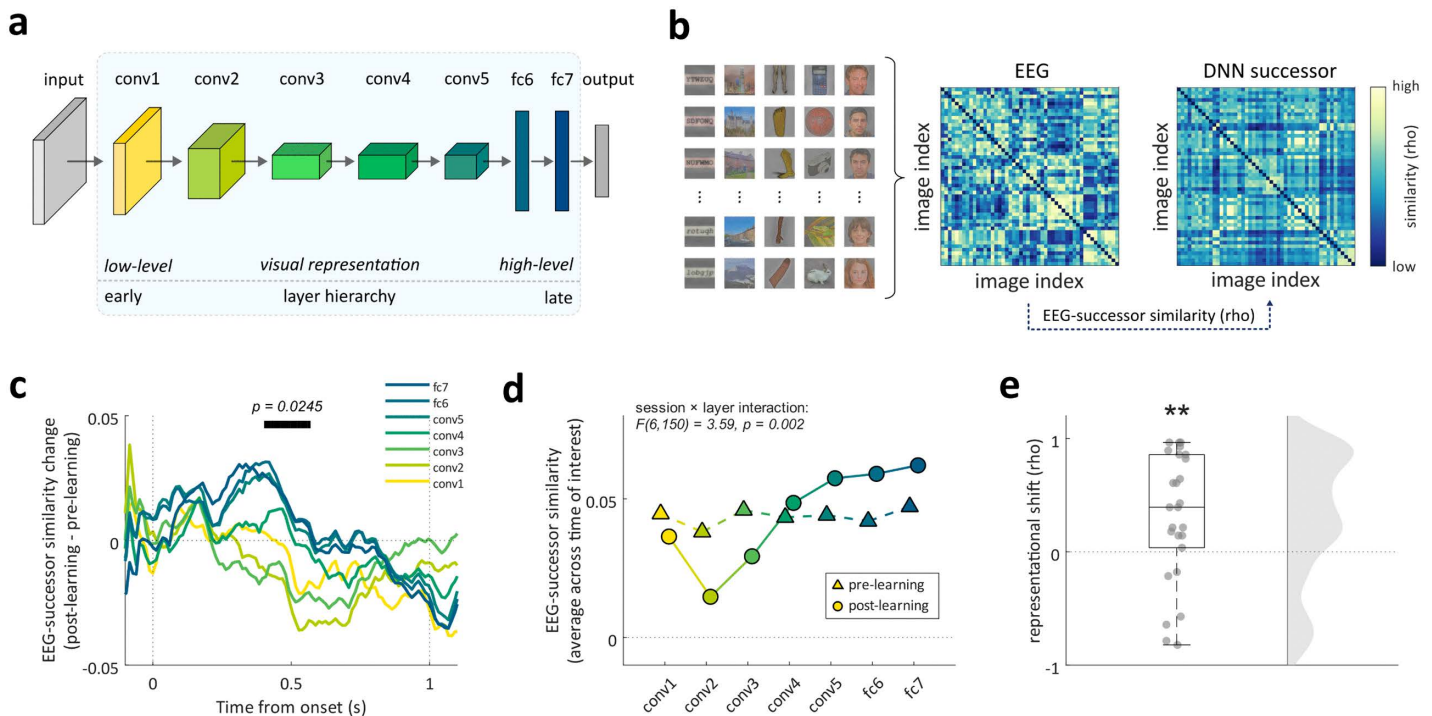 a
input conv1 conv2 conv3 conv4 conv5 fc6 fc7 output
low-level visual representation high-level
early layer hierarchy late
b
EEG DNN successor
YTWZUQ
rotugh
image index
image index
image index
image index
high
similarity (rho)
low
EEG-successor similarity (rho)
c
EEG-successor similarity change
(post-learning - pre-learning)
0.05
0
-0.05
p = 0.0245
fc7
fc6
conv5
conv4
conv3
conv2
conv1
0 0.5 1
Time from onset (s)
d
session × layer interaction:
F(6,150) = 3.59, p = 0.002
EEG-successor similarity
(average across time of interest)
0.05
0
pre-learning
post-learning
conv1 conv2 conv3 conv4 conv5 fc6 fc7
e
**
representational shift (rho)
1
0
-1